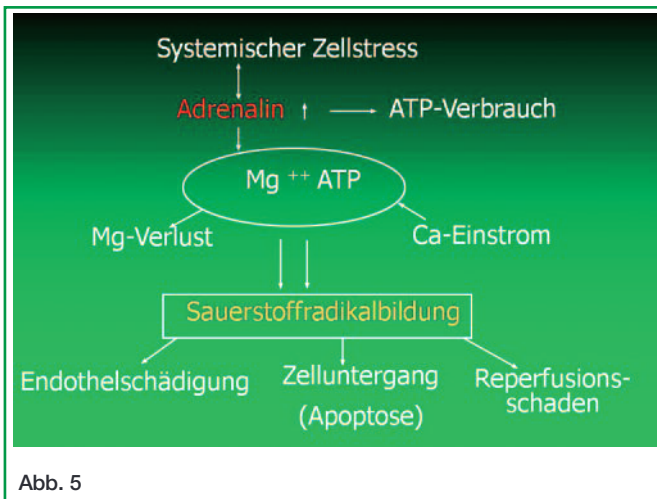 Systemischer Zellstress
Adrenalin ↑ → ATP-Verbrauch
Mg ⁺⁺ ATP
Mg-Verlust
Ca-Einstrom
Sauerstoffradikalbildung
Endothelschädigung
Zelluntergang
(Apoptose)
Reperfusions-
schaden
Abb. 5